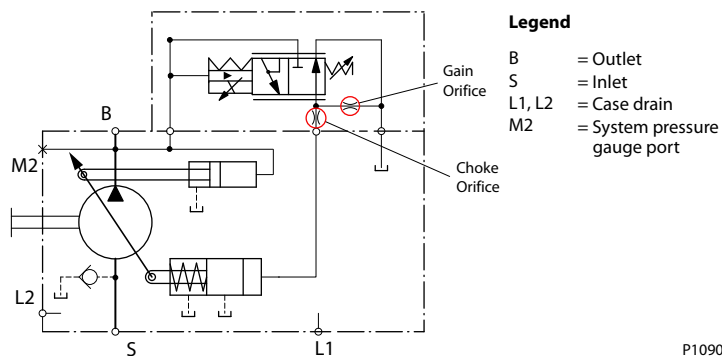 Legend
B = Outlet
S = Inlet
L1, L2 = Case drain
M2 = System pressure
gauge port
Gain
Orifice
Choke
Orifice
B
M2
L2
S
L1
P109006